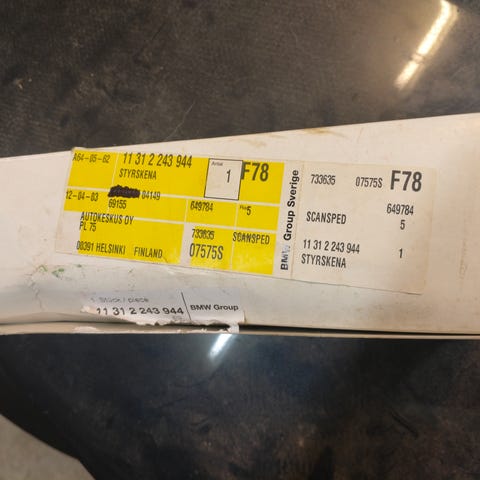 A64-05-62 11 31 2 243 944
STYRSKENA
Antal
1
F78
12-04-03 84149
69155
649784
5
AUTOKESKUS OY
PL 75
733635 SCANSPED
00391 HELSINKI FINLAND 07575S
BMW Group Sverige
733635 07575S F78
649784
SCANSPED 5
11 31 2 243 944 1
STYRSKENA
1 Stück / piece
11 31 2 243 944
BMW Group